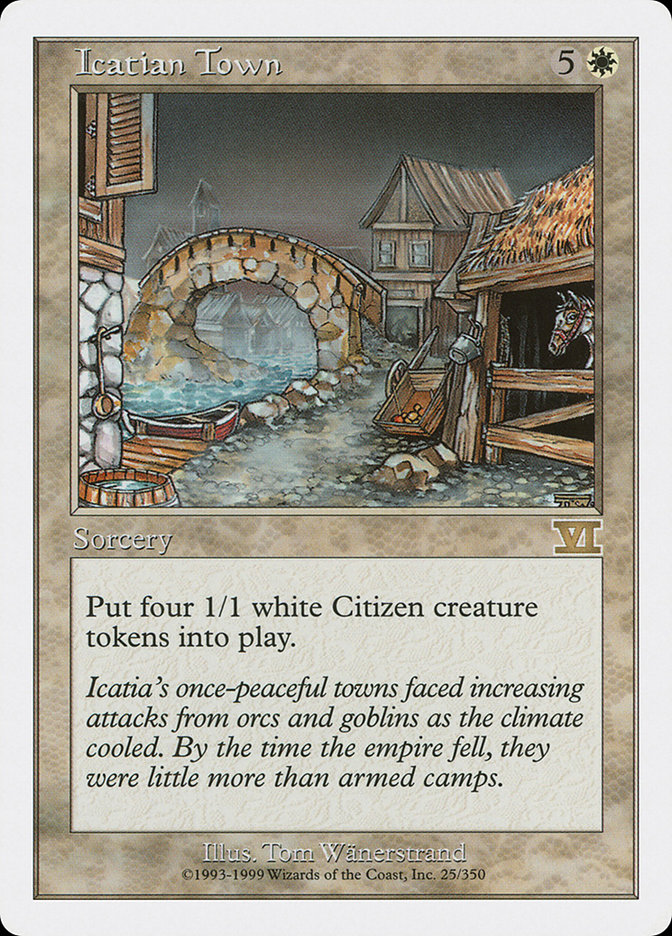 Icatian Town 5
Sorcery VI
Put four 1/1 white Citizen creature
tokens into play.
Icatia's once-peaceful towns faced increasing
attacks from orcs and goblins as the climate
cooled. By the time the empire fell, they
were little more than armed camps.
Illus. Tom Wänerstrand
©1993-1999 Wizards of the Coast, Inc. 25/350